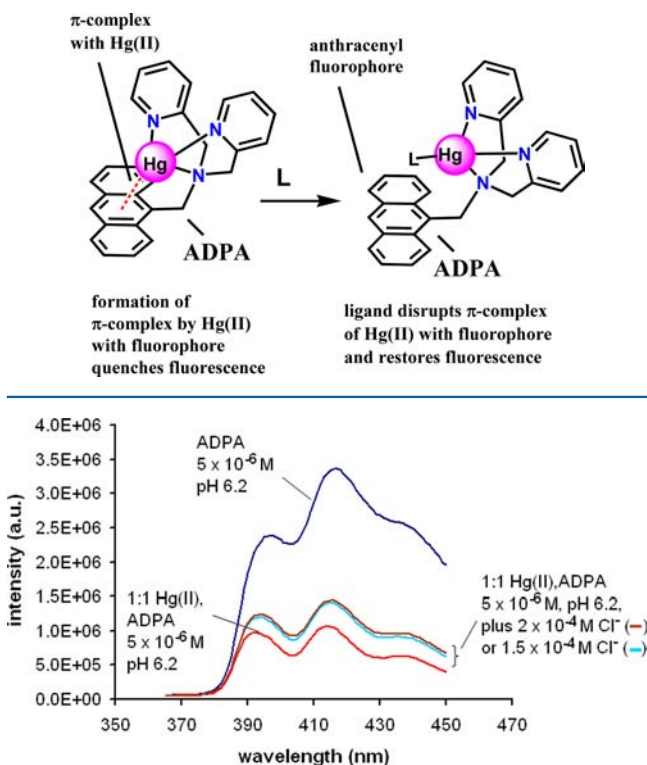 π-complex
with Hg(II)
anthracenyl
fluorophore
N
N
Hg
N
L
ADPA
N
L
Hg
N
N
ADPA
formation of
π-complex by Hg(II)
with fluorophore
quenches fluorescence
ligand disrupts π-complex
of Hg(II) with fluorophore
and restores fluorescence
4.0E+06
3.5E+06
3.0E+06
2.5E+06
2.0E+06
1.5E+06
1.0E+06
5.0E+05
0.0E+00
intensity (a.u.)
ADPA
5 x 10⁻⁶ M
pH 6.2
1:1 Hg(II),
ADPA
5 x 10⁻⁶ M
pH 6.2
1:1 Hg(II),ADPA
5 x 10⁻⁶ M, pH 6.2,
plus 2 x 10⁻⁴ M Cl⁻ (–)
or 1.5 x 10⁻⁴ M Cl⁻ (–)
350 370 390 410 430 450 470
wavelength (nm)